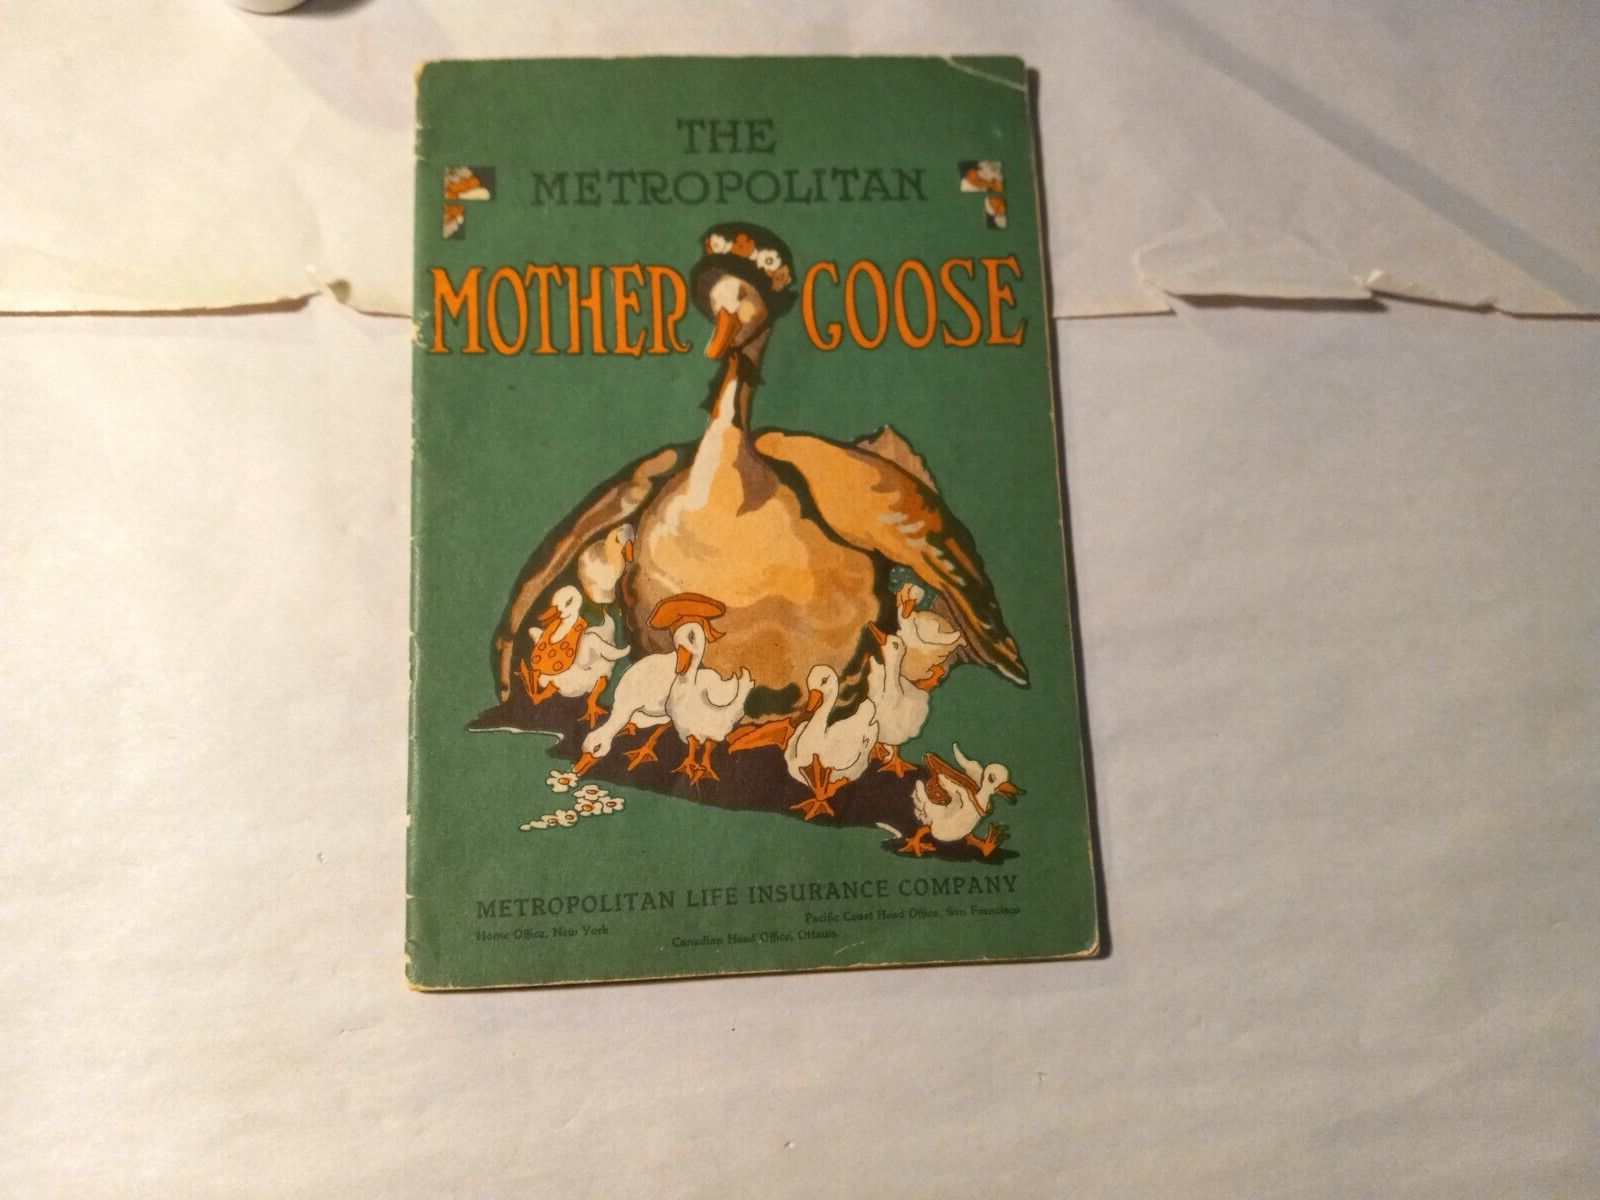 THE
METROPOLITAN
MOTHER GOOSE
METROPOLITAN LIFE INSURANCE COMPANY
Home Office, New York
Pacific Coast Head Office, San Francisco
Canadian Head Office, Ottawa